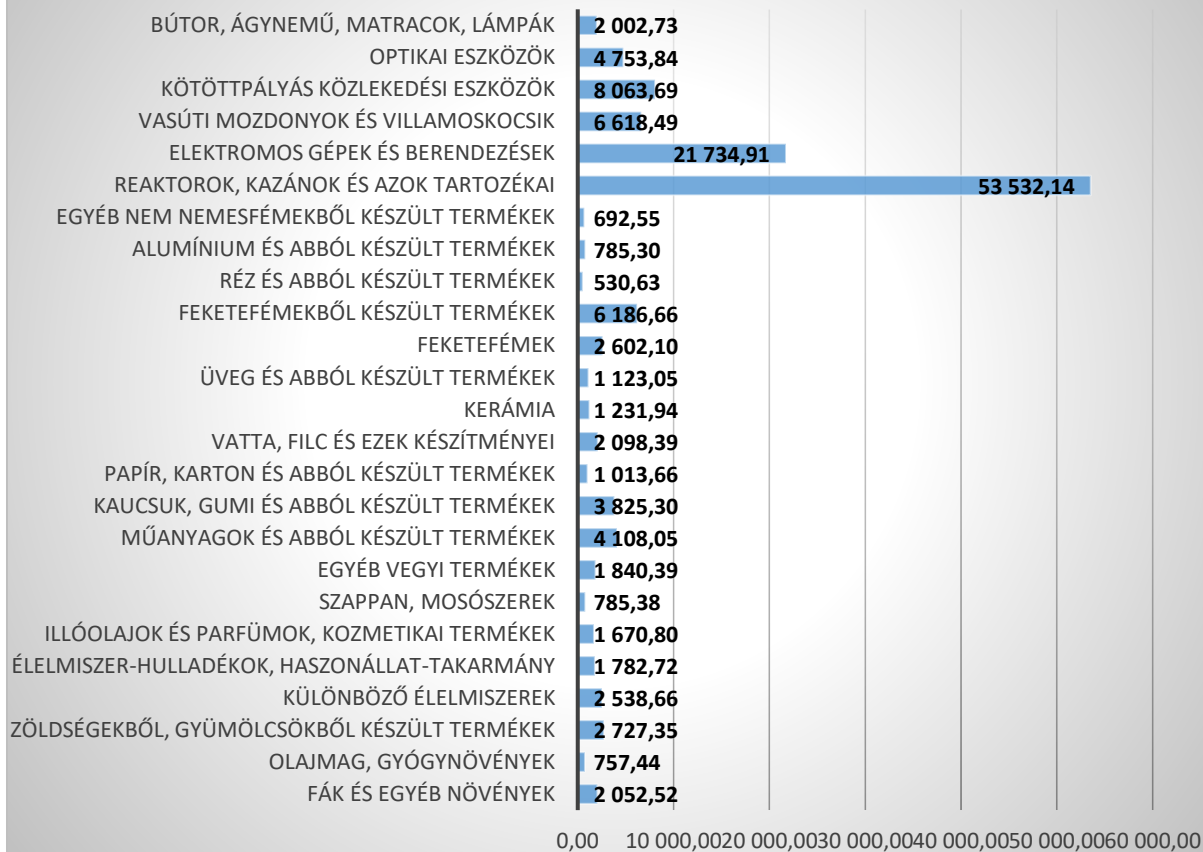 BÚTOR, ÁGYNEMŰ, MATRACOK, LÁMPÁK 2 002,73
OPTIKAI ESZKÖZÖK 4 753,84
KÖTÖTTPÁLYÁS KÖZLEKEDÉSI ESZKÖZÖK 8 063,69
VASÚTI MOZDONYOK ÉS VILLAMOSKOCSIK 6 618,49
ELEKTROMOS GÉPEK ÉS BERENDEZÉSEK 21 734,91
REAKTOROK, KAZÁNOK ÉS AZOK TARTOZÉKAI 53 532,14
EGYÉB NEM NEMESFÉMEKBŐL KÉSZÜLT TERMÉKEK 692,55
ALUMÍNIUM ÉS ABBÓL KÉSZÜLT TERMÉKEK 785,30
RÉZ ÉS ABBÓL KÉSZÜLT TERMÉKEK 530,63
FEKETEFÉMEKBŐL KÉSZÜLT TERMÉKEK 6 186,66
FEKETEFÉMEK 2 602,10
ÜVEG ÉS ABBÓL KÉSZÜLT TERMÉKEK 1 123,05
KERÁMIA 1 231,94
VATTA, FILC ÉS EZEK KÉSZÍTMÉNYEI 2 098,39
PAPÍR, KARTON ÉS ABBÓL KÉSZÜLT TERMÉKEK 1 013,66
KAUCSUK, GUMI ÉS ABBÓL KÉSZÜLT TERMÉKEK 3 825,30
MŰANYAGOK ÉS ABBÓL KÉSZÜLT TERMÉKEK 4 108,05
EGYÉB VEGYI TERMÉKEK 1 840,39
SZAPPAN, MOSÓSZEREK 785,38
ILLÓOLAJOK ÉS PARFÜMOK, KOZMETIKAI TERMÉKEK 1 670,80
ÉLELMISZER-HULLADÉKOK, HASZONÁLLAT-TAKARMÁNY 1 782,72
KÜLÖNBÖZŐ ÉLELMISZEREK 2 538,66
ZÖLDSÉGEKBŐL, GYÜMÖLCSÖKBŐL KÉSZÜLT TERMÉKEK 2 727,35
OLAJMAG, GYÓGYNÖVÉNYEK 757,44
FÁK ÉS EGYÉB NÖVÉNYEK 2 052,52
0,00 10 000,00 20 000,00 30 000,00 40 000,00 50 000,00 60 000,00